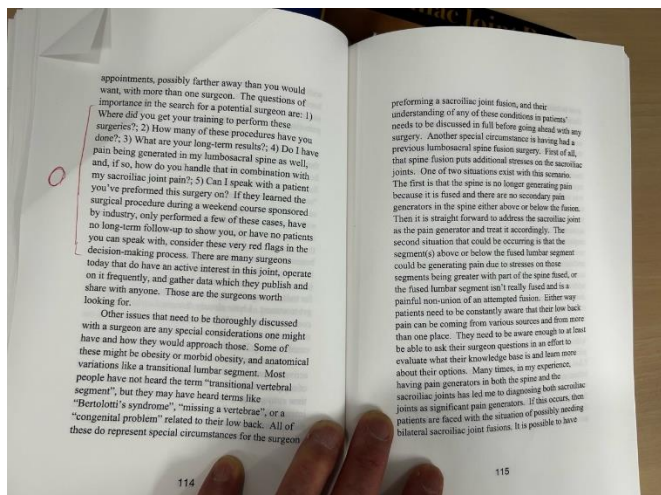 iac Joint P
appointments, possibly farther away than you would
want, with more than one surgeon. The questions of
importance in the search for a potential surgeon are: 1)
Where did you get your training to perform these
surgeries?; 2) How many of these procedures have you
done?; 3) What are your long-term results?; 4) Do I have
pain being generated in my lumbosacral spine as well,
and, if so, how do you handle that in combination with
my sacroiliac joint pain?; 5) Can I speak with a patient
you've preformed this surgery on? If they learned the
surgical procedure during a weekend course sponsored
by industry, only performed a few of these cases, have
no long-term follow-up to show you, or have no patients
you can speak with, consider these very red flags in the
decision-making process. There are many surgeons
today that do have an active interest in this joint, operate
on it frequently, and gather data which they publish and
share with anyone. Those are the surgeons worth
looking for.
Other issues that need to be thoroughly discussed
with a surgeon are any special considerations one might
have and how they would approach those. Some of
these might be obesity or morbid obesity, and anatomical
variations like a transitional lumbar segment. Most
people have not heard the term "transitional vertebral
segment", but they may have heard terms like
"Bertolotti's syndrome", "missing a vertebrae", or a
"congenital problem" related to their low back. All of
these do represent special circumstances for the surgeon
114
preforming a sacroiliac joint fusion, and their
understanding of any of these conditions in patients'
needs to be discussed in full before going ahead with any
surgery. Another special circumstance is having had a
previous lumbosacral spine fusion surgery. First of all,
that spine fusion puts additional stresses on the sacroiliac
joints. One of two situations exist with this scenario.
The first is that the spine is no longer generating pain
because it is fused and there are no secondary pain
generators in the spine either above or below the fusion.
Then it is straight forward to address the sacroiliac joint
as the pain generator and treat it accordingly. The
second situation that could be occurring is that the
segment(s) above or below the fused lumbar segment
could be generating pain due to stresses on those
segments being greater with part of the spine fused, or
the fused lumbar segment isn't really fused and is a
painful non-union of an attempted fusion. Either way
patients need to be constantly aware that their low back
pain can be coming from various sources and from more
than one place. They need to be aware enough to at least
be able to ask their surgeon questions in an effort to
evaluate what their knowledge base is and learn more
about their options. Many times, in my experience,
having pain generators in both the spine and the
sacroiliac joints has led me to diagnosing both sacroiliac
joints as significant pain generators. If this occurs, then
patients are faced with the situation of possibly needing
bilateral sacroiliac joint fusions. It is possible to have
115